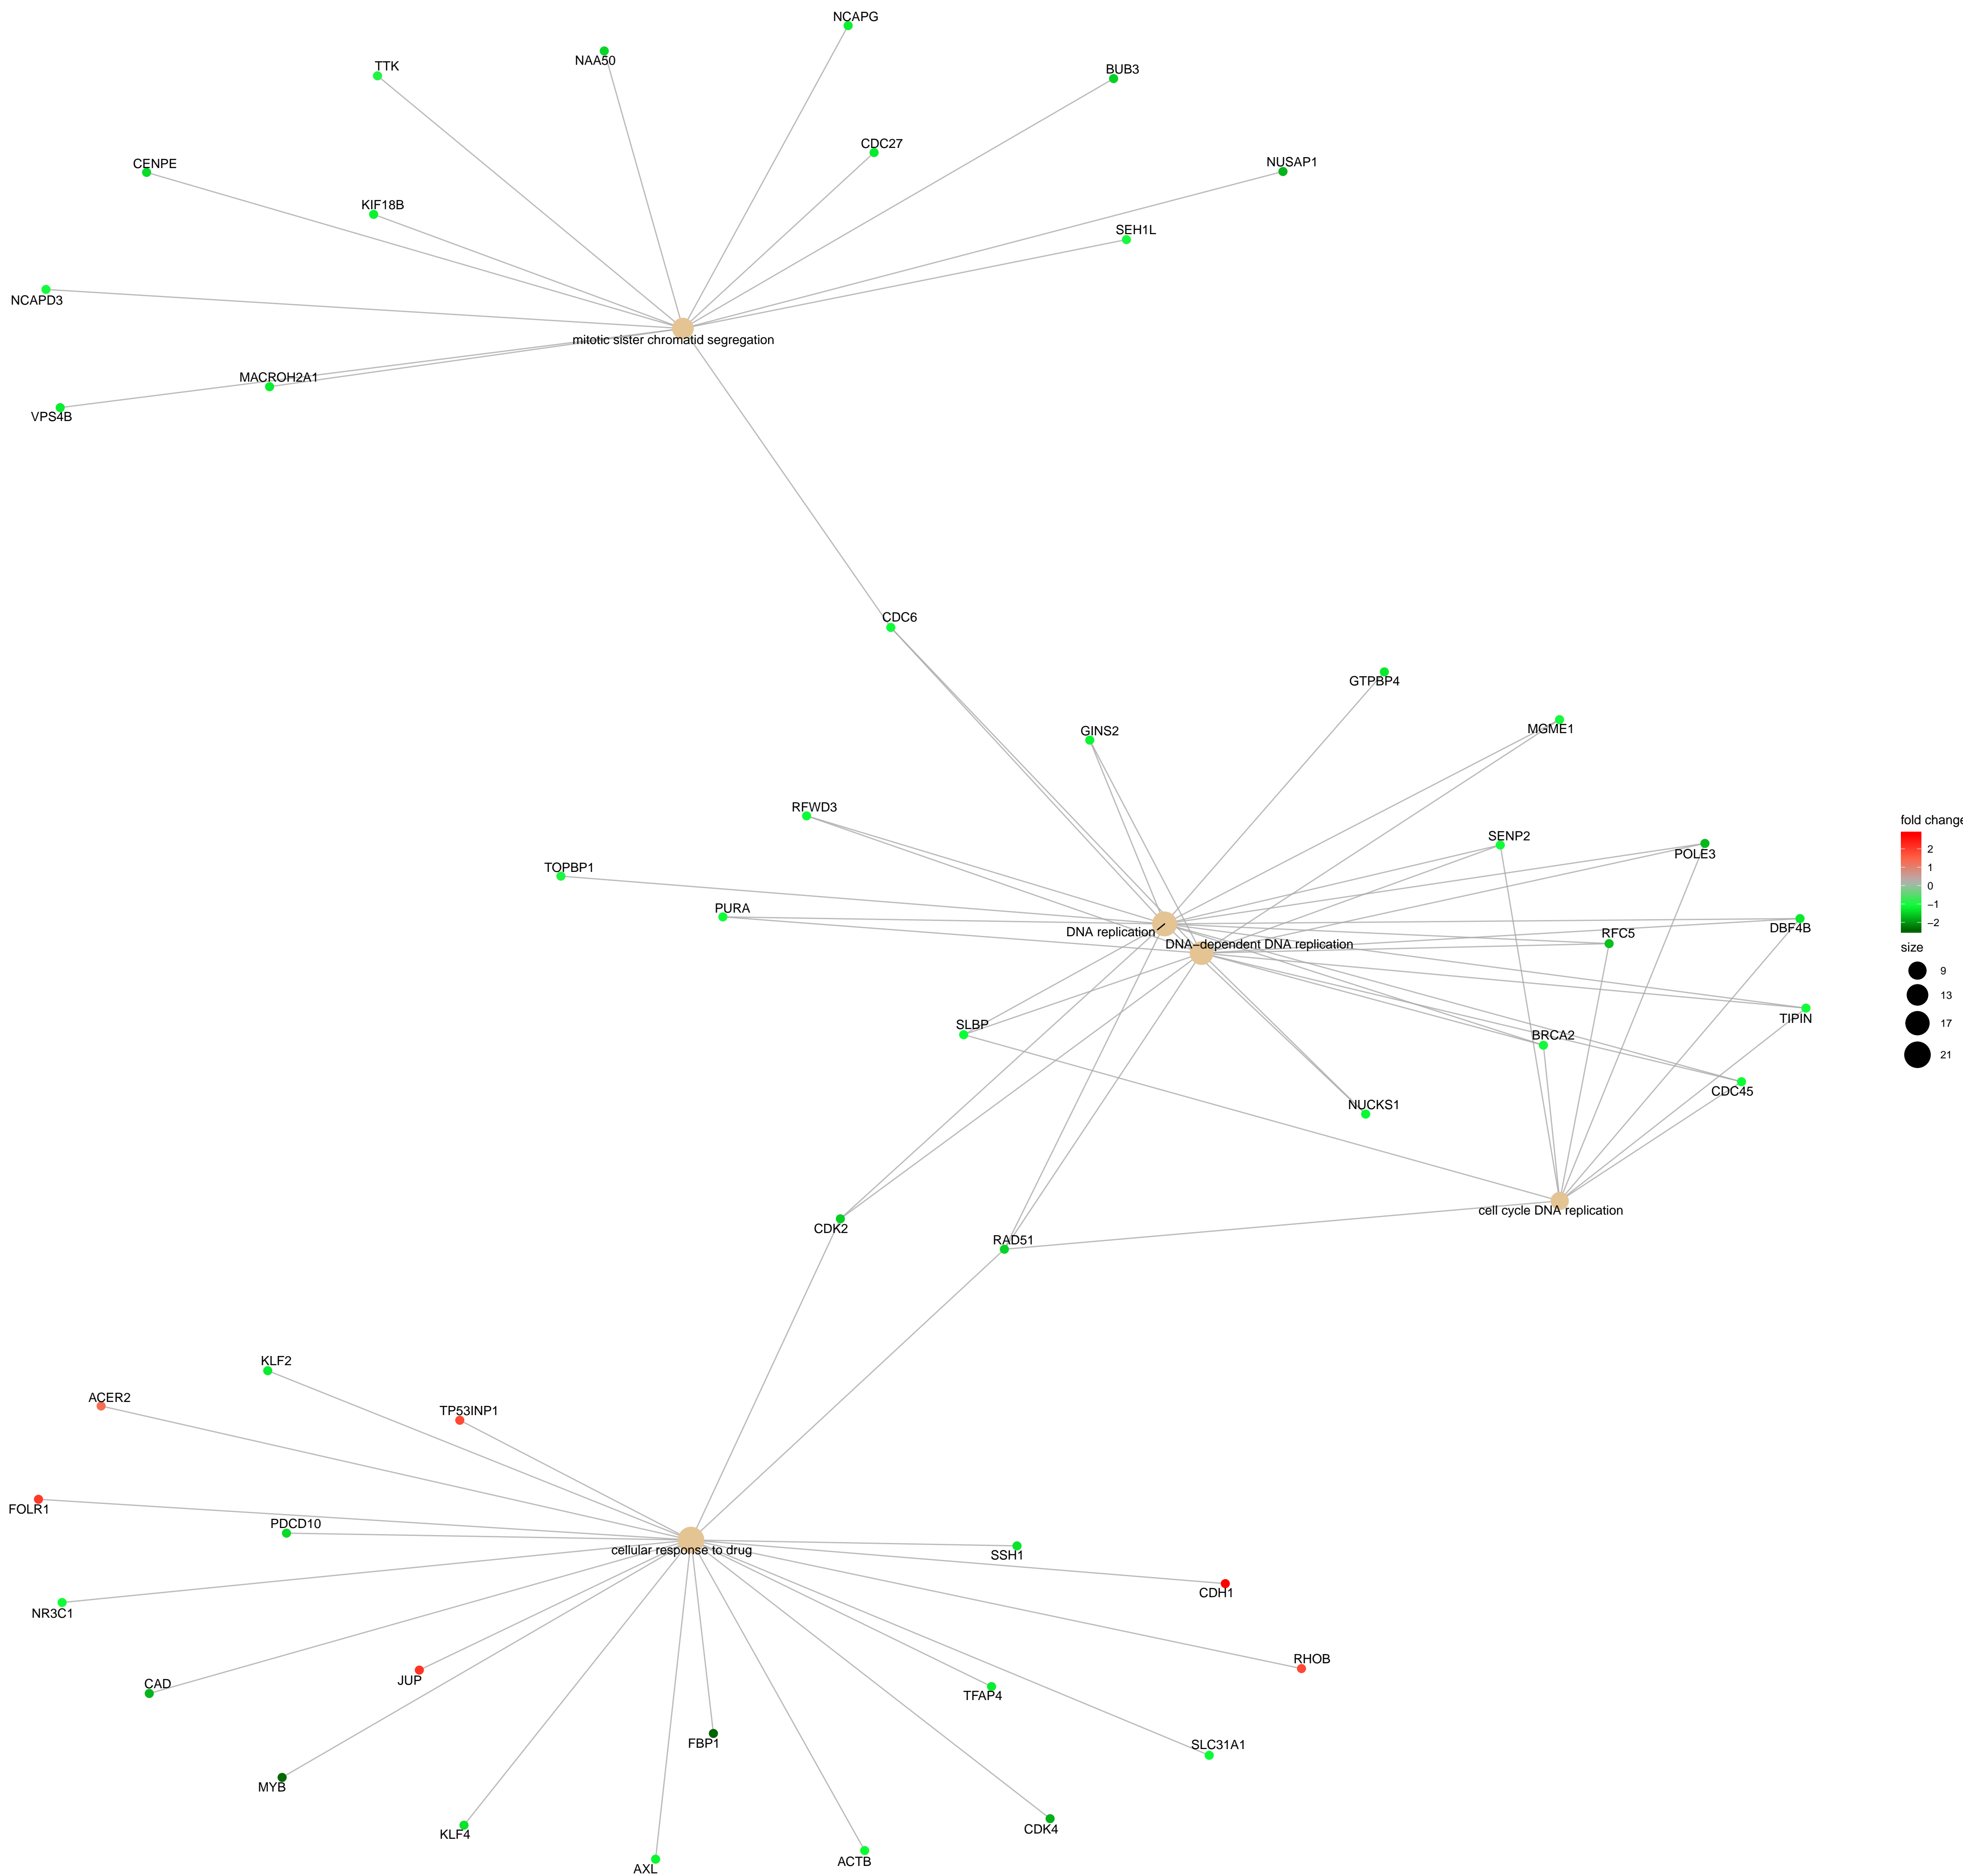 NCAPG
NAA50
TTK
BUB3
CDC27
CENPE
NUSAP1
KIF18B
SEH1L
NCAPD3
mitotic sister chromatid segregation
MACROH2A1
VPS4B
CDC6
GTPBP4
GINS2
MGME1
RFWD3
SENP2
POLE3
TOPBP1
PURA
DBF4B
DNA replication
RFC5
DNA−dependent DNA replication
SLBP
TIPIN
BRCA2
CDC45
NUCKS1
cell cycle DNA replication
CDK2
RAD51
KLF2
ACER2
TP53INP1
FOLR1
PDCD10
cellular response to drug
SSH1
CDH1
NR3C1
RHOB
CAD
JUP
TFAP4
FBP1
SLC31A1
MYB
CDK4
KLF4
ACTB
AXL
fold change
2
1
0
−1
−2
size
9
13
17
21